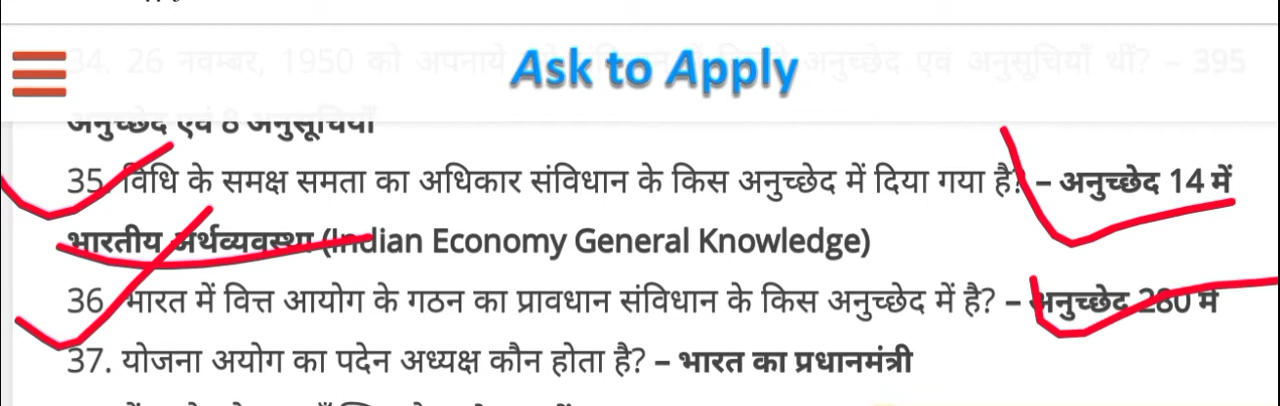 34. 26 नवम्बर, 1950 को अपनाये Ask to Apply अनुच्छेद एवं अनुसूचियाँ थीं? – 395
अनुच्छेद एवं 8 अनुसूचियाँ
35. विधि के समक्ष समता का अधिकार संविधान के किस अनुच्छेद में दिया गया है? – अनुच्छेद 14 में
भारतीय अर्थव्यवस्था (Indian Economy General Knowledge)
36. भारत में वित्त आयोग के गठन का प्रावधान संविधान के किस अनुच्छेद में है? – अनुच्छेद 280 में
37. योजना अयोग का पदेन अध्यक्ष कौन होता है? – भारत का प्रधानमंत्री